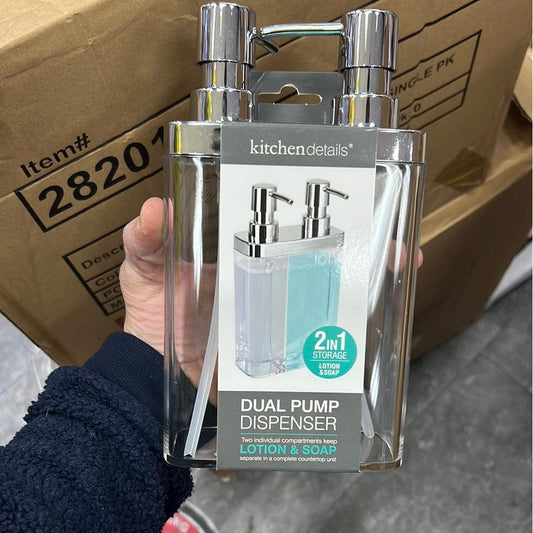 Item#
28201
SINGLE PK
kitchendetails®
2 IN 1
STORAGE
LOTION
& SOAP
DUAL PUMP
DISPENSER
Two individual compartments keep
LOTION & SOAP
separate in a complete countertop unit